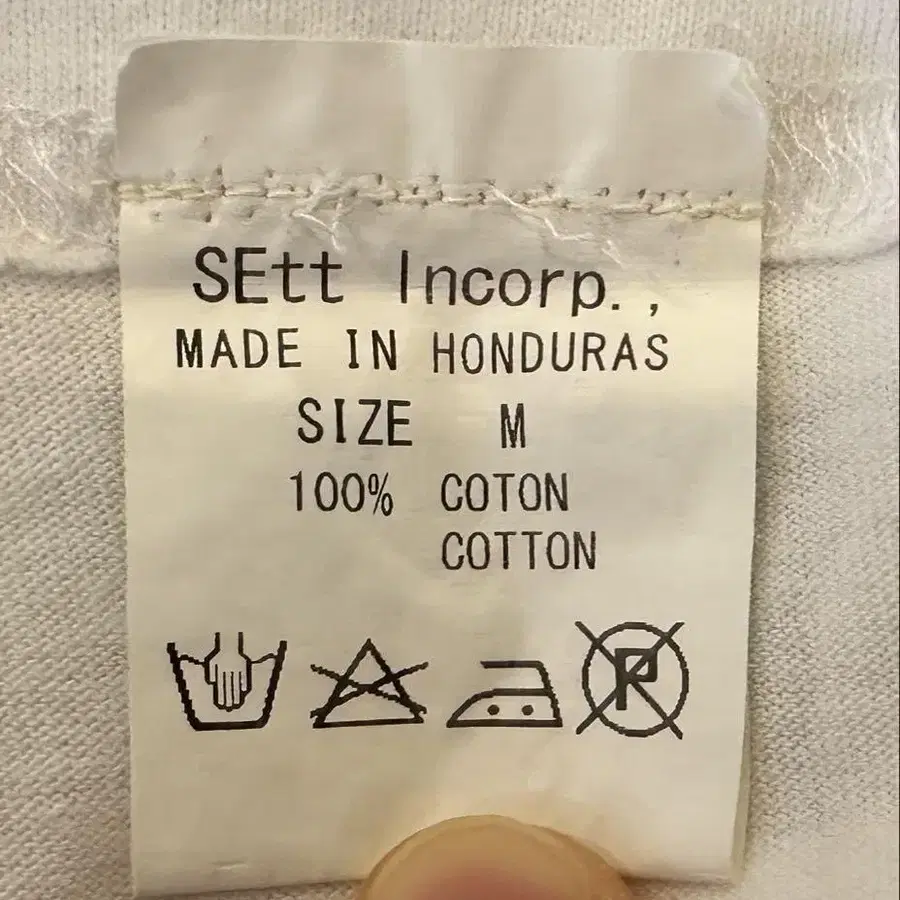 SEtt Incorp.,
MADE IN HONDURAS
SIZE M
100% COTON
COTTON
P